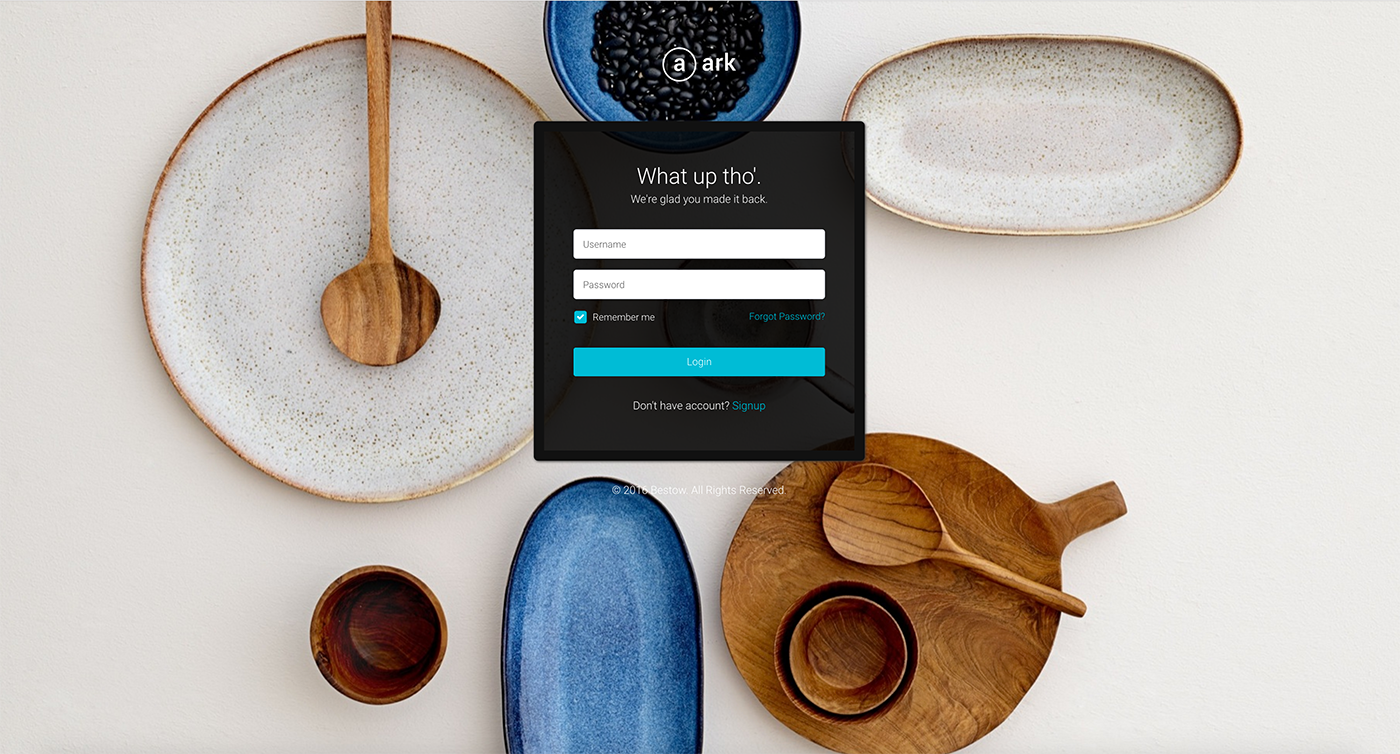 a ark
What up tho'.
We're glad you made it back.
Username
Password
Remember me
Forgot Password?
Login
Don't have account? Signup
© 2016 Bestow. All Rights Reserved